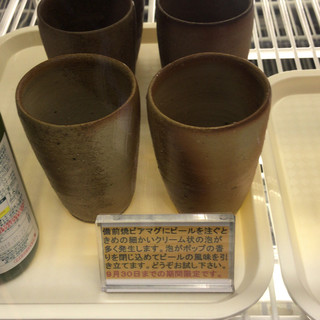 備前焼ビアマグにビールを注ぐと
きめの細かいクリーム状の泡が
多く発生します。泡がポップの香
りを閉じ込めてビールの風味を引
き立てます。どうぞお試し下さい。
9月30日までの期間限定です。